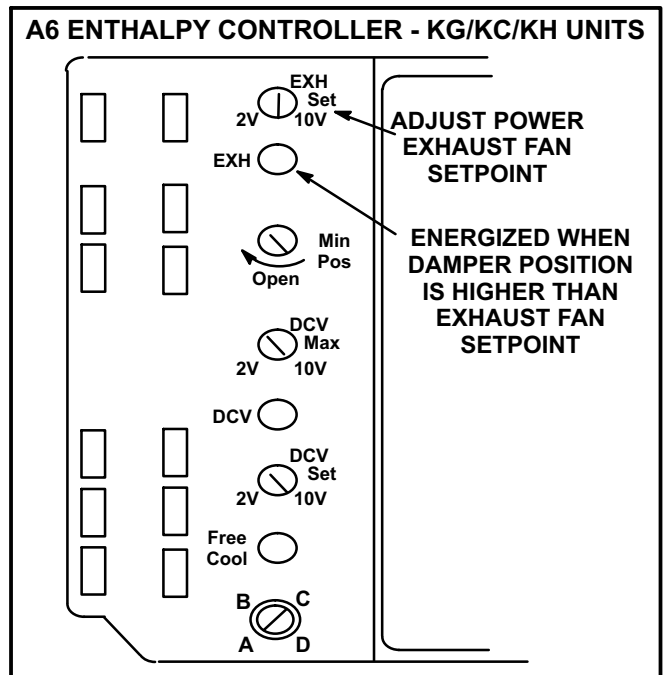 A6 ENTHALPY CONTROLLER - KG/KC/KH UNITS
EXH
Set
2V 10V
ADJUST POWER
EXHAUST FAN
SETPOINT
EXH
ENERGIZED WHEN
DAMPER POSITION
IS HIGHER THAN
EXHAUST FAN
SETPOINT
Min
Pos
Open
DCV
Max
2V 10V
DCV
DCV
Set
2V 10V
Free
Cool
B C
A D